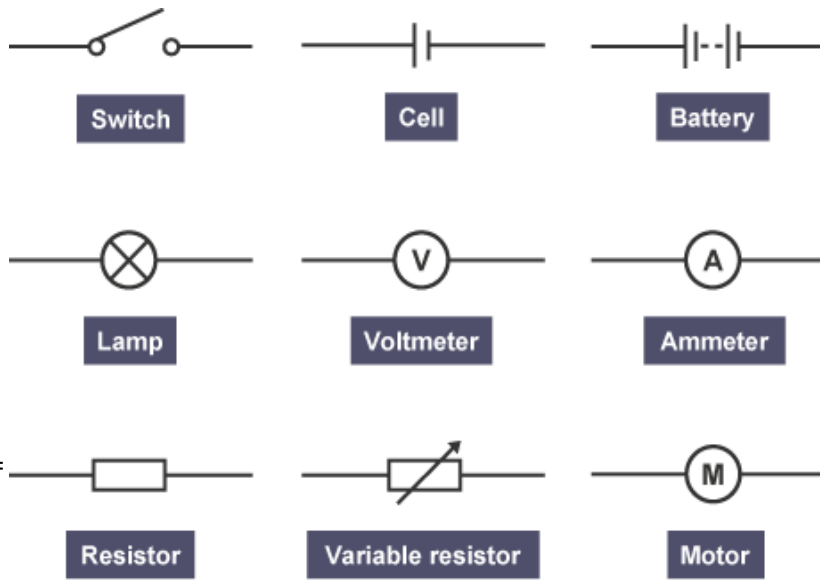 Switch
Cell
Battery
V
A
Lamp
Voltmeter
Ammeter
M
Resistor
Variable resistor
Motor